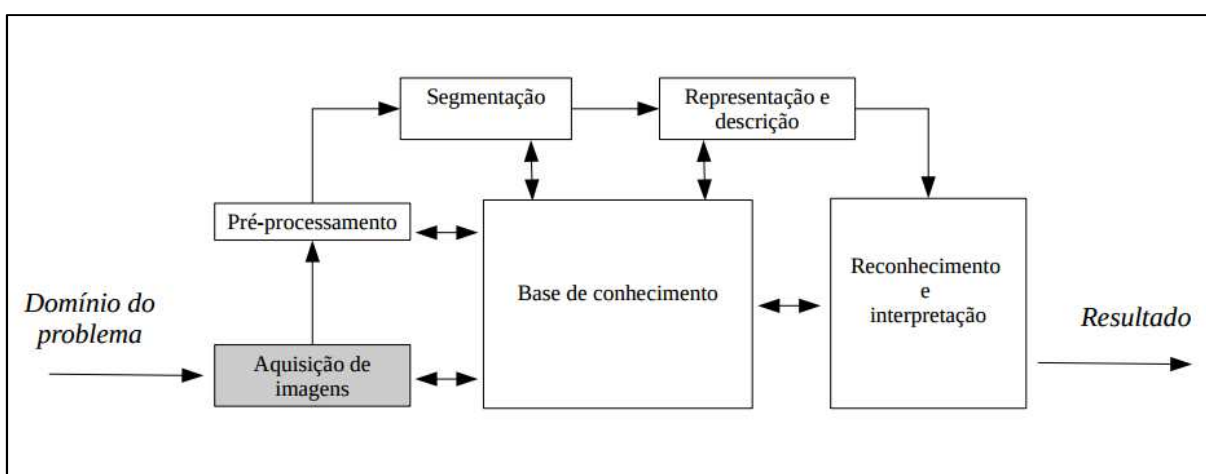 Segmentação
Representação e
descrição
Pré-processamento
Base de conhecimento
Reconhecimento
e
interpretação
Domínio do
problema
Resultado
Aquisição de
imagens